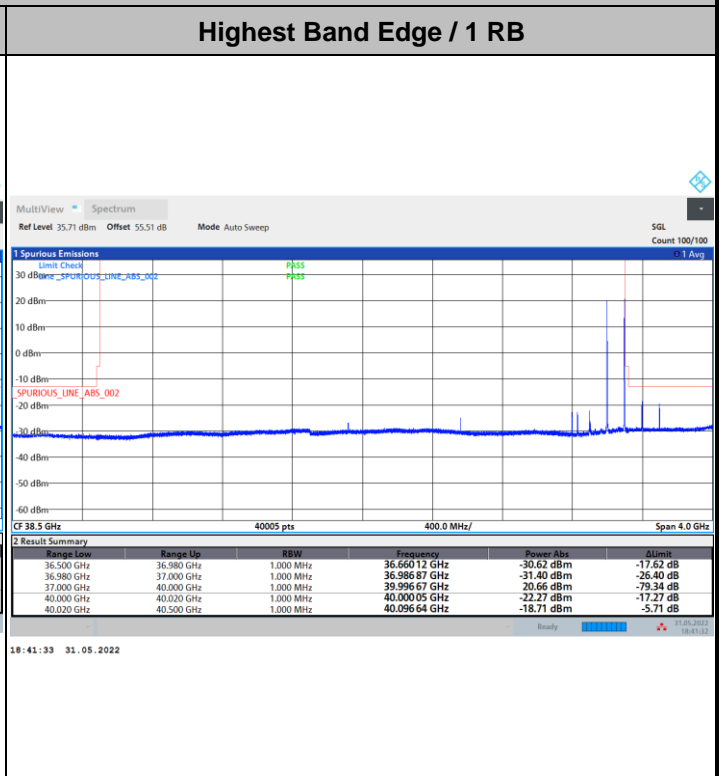 Highest Band Edge / 1 RB
MultiView Spectrum
Ref Level 35.71 dBm Offset 55.51 dB Mode Auto Sweep SGL
Count 100/100
1 Spurious Emissions 1 Avg
Limit Check PASS
30 dBm Line _SPURIOUS_LINE_ABS_002 PASS
20 dBm
10 dBm
0 dBm
-10 dBm
_SPURIOUS_LINE_ABS_002
-20 dBm
-30 dBm
-40 dBm
-50 dBm
-60 dBm
CF 38.5 GHz 40005 pts 400.0 MHz/ Span 4.0 GHz
2 Result Summary
Range Low Range Up RBW Frequency Power Abs ΔLimit
36.500 GHz 36.980 GHz 1.000 MHz 36.660 12 GHz -30.62 dBm -17.62 dB
36.980 GHz 37.000 GHz 1.000 MHz 36.986 87 GHz -31.40 dBm -26.40 dB
37.000 GHz 40.000 GHz 1.000 MHz 39.996 67 GHz 20.66 dBm -79.34 dB
40.000 GHz 40.020 GHz 1.000 MHz 40.000 05 GHz -22.27 dBm -17.27 dB
40.020 GHz 40.500 GHz 1.000 MHz 40.096 64 GHz -18.71 dBm -5.71 dB
Ready 31.05.2022
18:41:32
18:41:33 31.05.2022